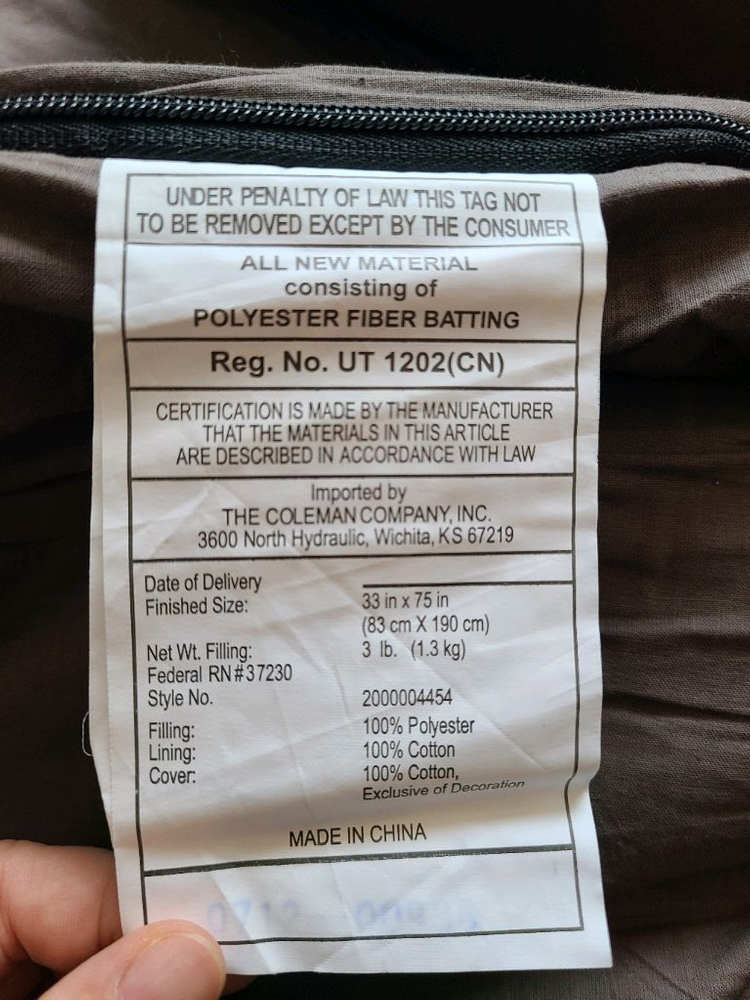 UNDER PENALTY OF LAW THIS TAG NOT
TO BE REMOVED EXCEPT BY THE CONSUMER
ALL NEW MATERIAL
consisting of
POLYESTER FIBER BATTING
Reg. No. UT 1202(CN)
CERTIFICATION IS MADE BY THE MANUFACTURER
THAT THE MATERIALS IN THIS ARTICLE
ARE DESCRIBED IN ACCORDANCE WITH LAW
Imported by
THE COLEMAN COMPANY, INC.
3600 North Hydraulic, Wichita, KS 67219
Date of Delivery
Finished Size: 33 in x 75 in
(83 cm X 190 cm)
Net Wt. Filling: 3 lb. (1.3 kg)
Federal RN#37230
Style No. 2000004454
Filling: 100% Polyester
Lining: 100% Cotton
Cover: 100% Cotton,
Exclusive of Decoration
MADE IN CHINA
0712